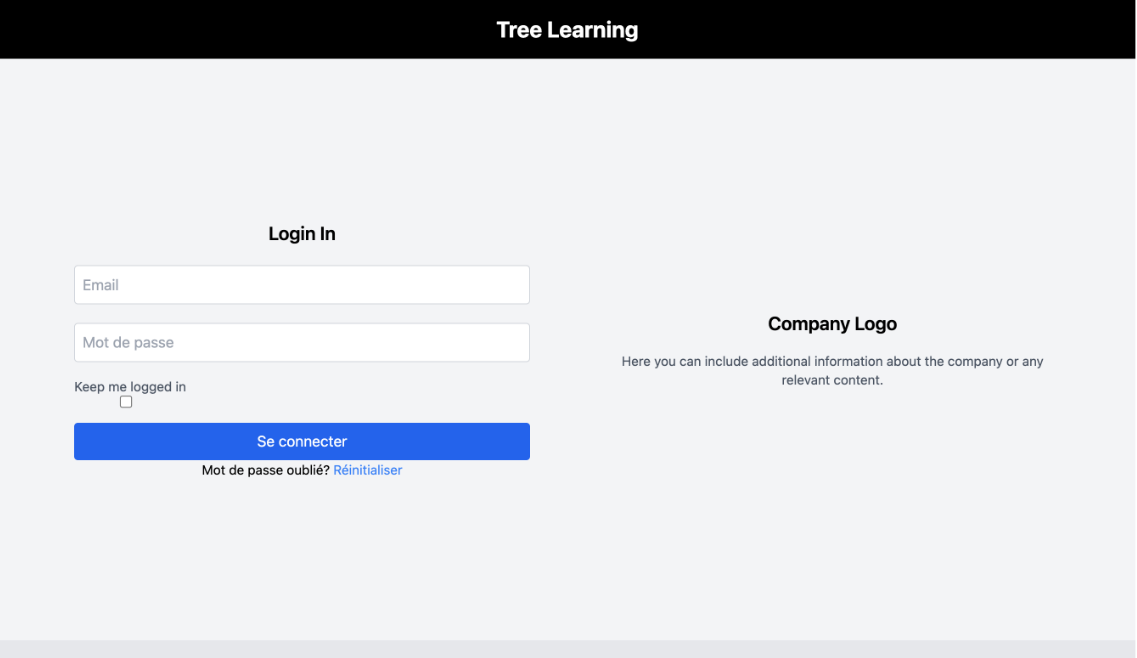 Tree Learning
Login In
Email
Mot de passe
Keep me logged in
Se connecter
Mot de passe oublié? Réinitialiser
Company Logo
Here you can include additional information about the company or any
relevant content.